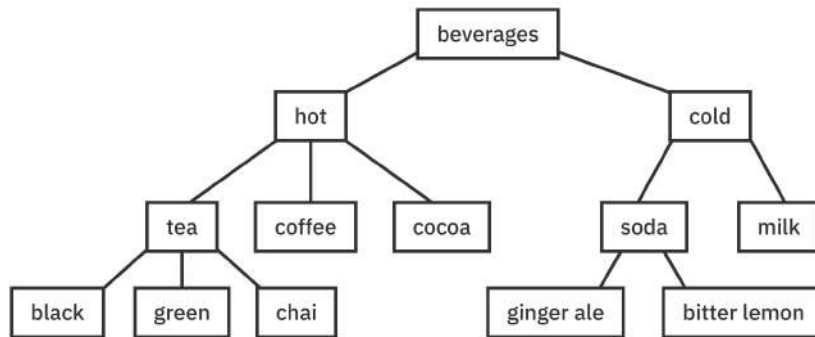 beverages
hot
cold
tea
coffee
cocoa
soda
milk
black
green
chai
ginger ale
bitter lemon